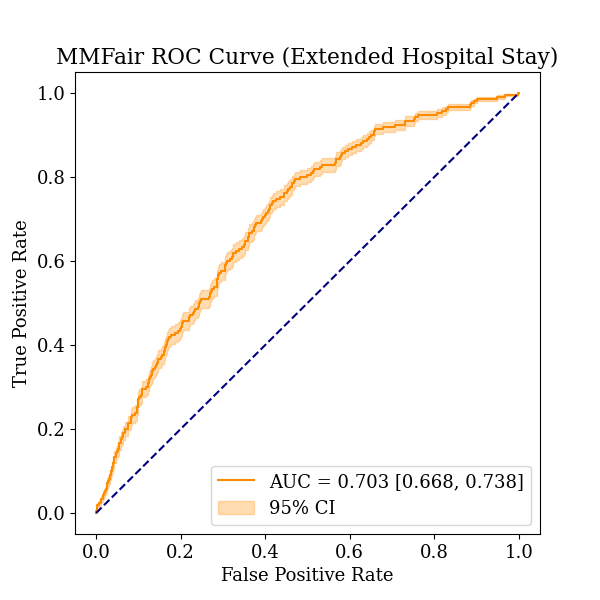 MMFair ROC Curve (Extended Hospital Stay)
True Positive Rate
1.0
0.8
0.6
0.4
0.2
0.0
AUC = 0.703 [0.668, 0.738]
95% CI
0.0 0.2 0.4 0.6 0.8 1.0
False Positive Rate